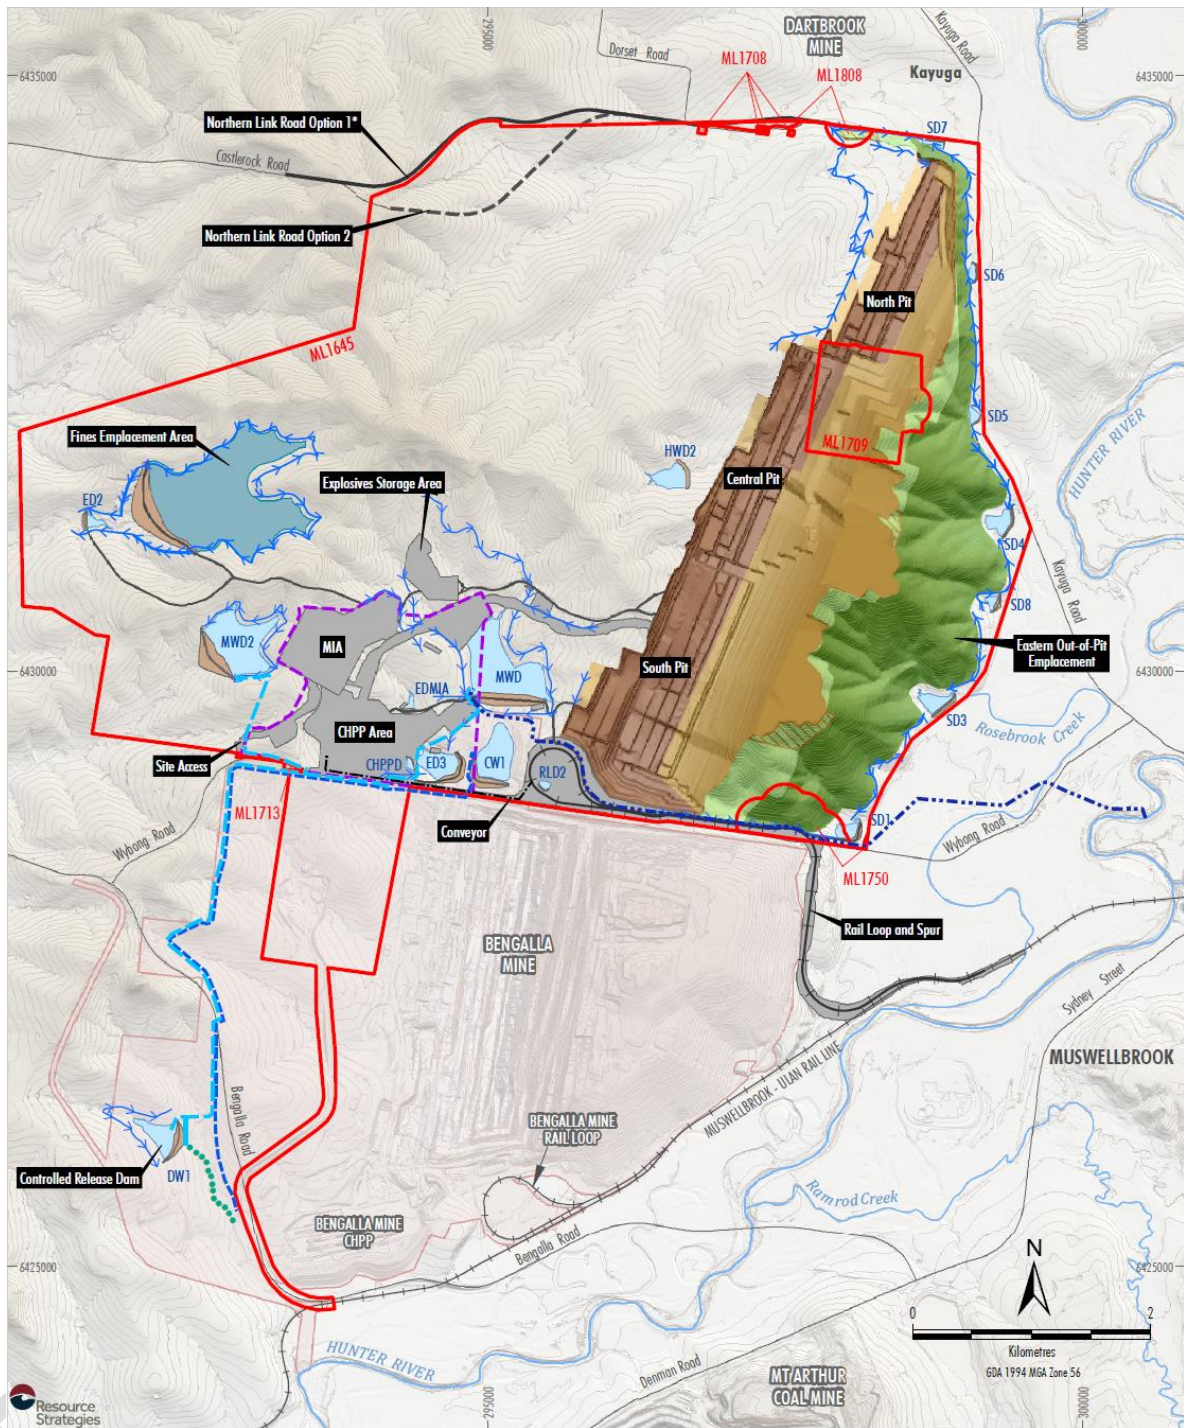 295000
300000
DARTBROOK
MINE
Kayuga Road
Dorset Road
ML1708
ML1808
Kayuga
6435000
6435000
Northern Link Road Option 1*
SD7
Castlerock Road
Northern Link Road Option 2
SD6
North Pit
ML1645
SD5
HUNTER RIVER
Fines Emplacement Area
ML1709
HWD2
Explosives Storage Area
Central Pit
ED2
SD4
Kayuga Road
SD8
MWD2
MIA
Eastern Out-of-Pit
Emplacement
6430000
South Pit
6430000
MWD
EDMIA
SD3
Rosebrook Creek
CHPP Area
Site Access
CHPPD
ED3
CW1
RLD2
ML1713
Conveyor
SD1
Wybong Road
Wybong Road
ML1750
Rail Loop and Spur
BENGALLA
MINE
Sydney Street
MUSWELLBROOK
MUSWELLBROOK - ULAN RAIL LINE
Bengalla Road
BENGALLA MINE
RAIL LOOP
Controlled Release Dam
DW1
Ramrod Creek
BENGALLA MINE
CHPP
Bengalla Road
N
6425000
6425000
0
2
Kilometres
GDA 1994 MGA Zone 56
HUNTER RIVER
Denman Road
MT ARTHUR
COAL MINE
Resource
Strategies
295000
300000